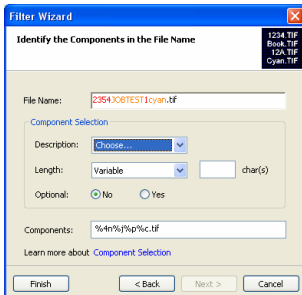 Filter Wizard
Identify the Components in the File Name
1234.TIF
Book.TIF
12A.TIF
Cyan.TIF
File Name: 2354JOBTEST1cyan.tif
Component Selection
Description: Choose...
Length: Variable char(s)
Optional: No Yes
Components: %4n%j%p%c.tif
Learn more about Component Selection
Finish < Back Next > Cancel